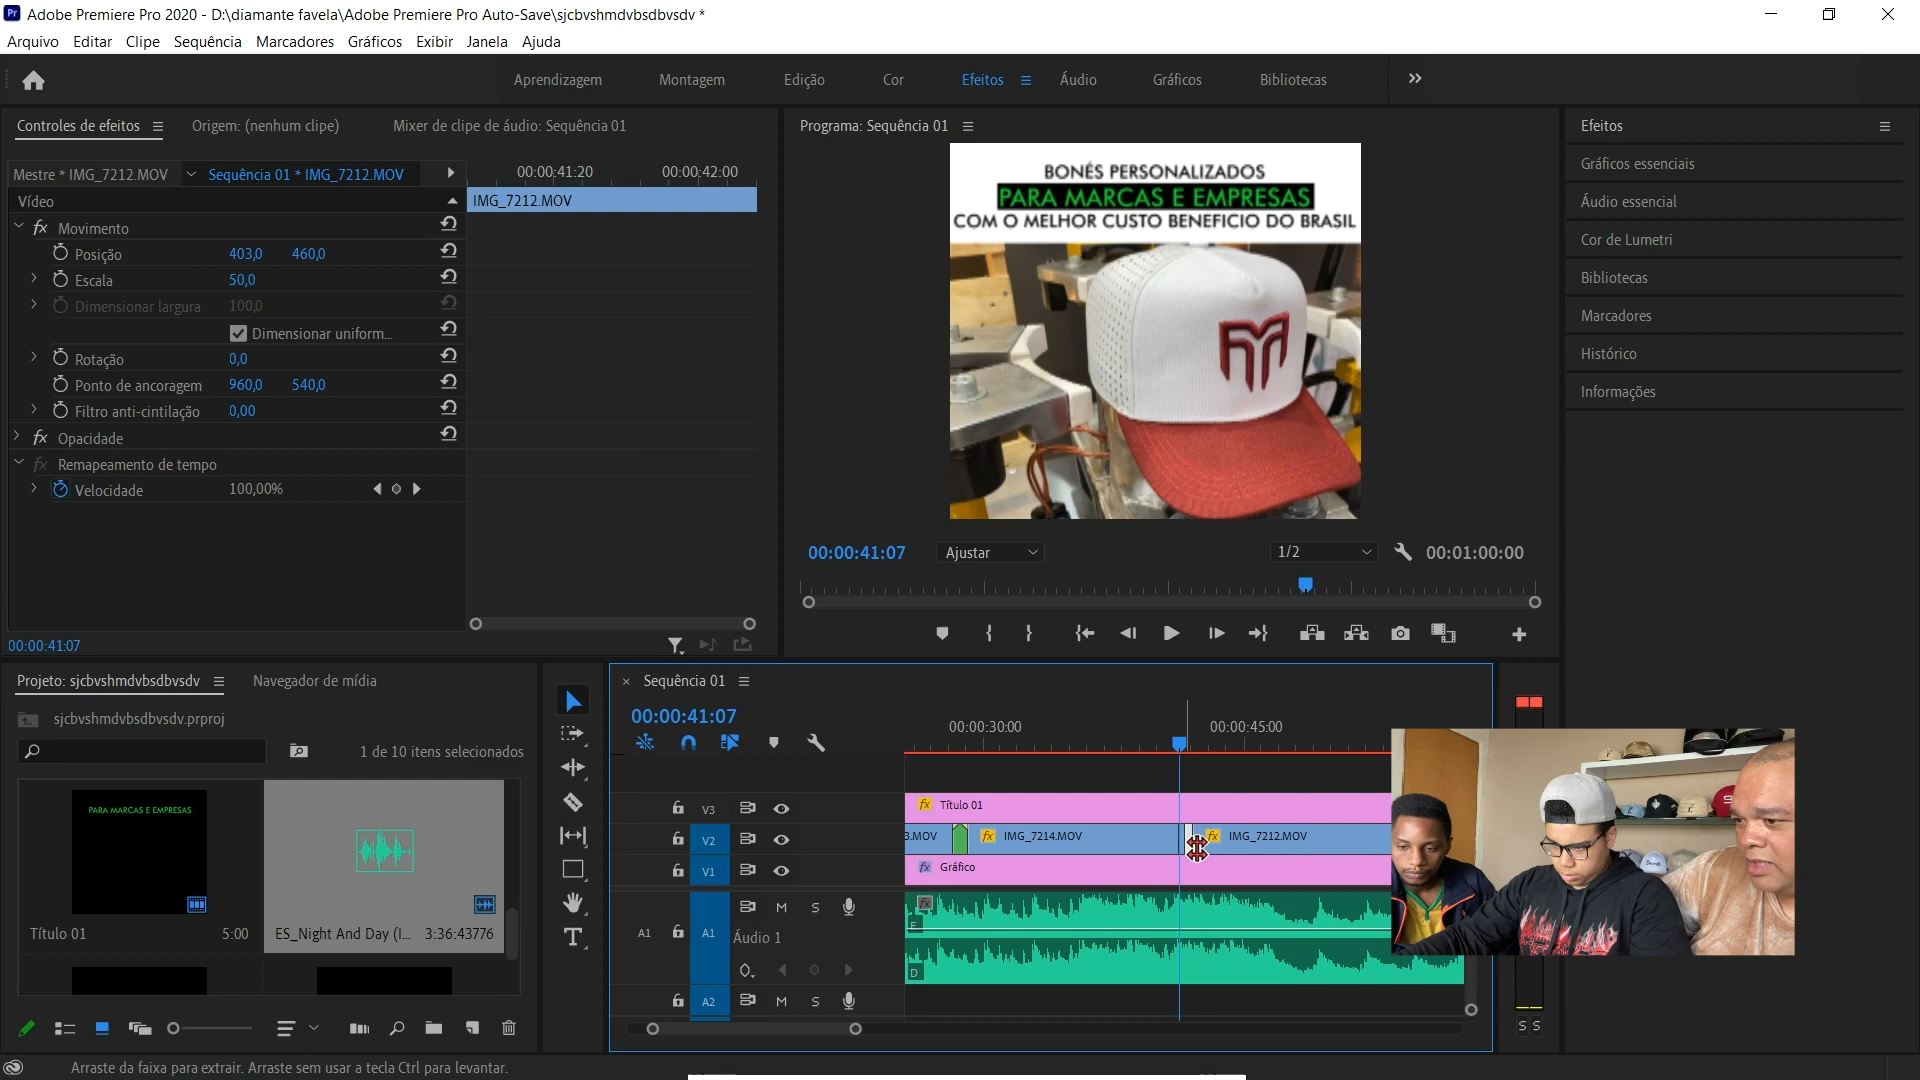 Adobe Premiere Pro 2020 - D:\diamante favela\Adobe Premiere Pro Auto-Save\sjcbvshmdvbsdbvsdv *
Arquivo Editar Clipe Sequência Marcadores Gráficos Exibir Janela Ajuda
Aprendizagem Montagem Edição Cor Efeitos Áudio Gráficos Bibliotecas
Controles de efeitos Origem: (nenhum clipe) Mixer de clipe de áudio: Sequência 01
Mestre * IMG_7212.MOV Sequência 01 * IMG_7212.MOV
00:00:41:20 00:00:42:00
Vídeo
IMG_7212.MOV
Movimento
Posição 403,0 460,0
Escala 50,0
Dimensionar largura 100,0
Dimensionar uniform...
Rotação 0,0
Ponto de ancoragem 960,0 540,0
Filtro anti-cintilação 0,00
Opacidade
Remapeamento de tempo
Velocidade 100,00%
00:00:41:07
Programa: Sequência 01
BONÉS PERSONALIZADOS
PARA MARCAS E EMPRESAS
COM O MELHOR CUSTO BENEFICIO DO BRASIL
00:00:41:07 Ajustar 1/2 00:01:00:00
Efeitos
Gráficos essenciais
Áudio essencial
Cor de Lumetri
Bibliotecas
Marcadores
Histórico
Informações
Projeto: sjcbvshmdvbsdbvsdv Navegador de mídia
sjcbvshmdvbsdbvsdv.prproj
1 de 10 itens selecionados
PARA MARCAS E EMPRESAS
Título 01 5:00
ES_Night And Day (I... 3:36:43776
Sequência 01
00:00:41:07
00:00:30:00 00:00:45:00
V3 Título 01
V2 3.MOV IMG_7214.MOV IMG_7212.MOV
V1 Gráfico
A1 A1 M S
Áudio 1
E
D
A2 M S
S S
Arraste da faixa para extrair. Arraste sem usar a tecla Ctrl para levantar.